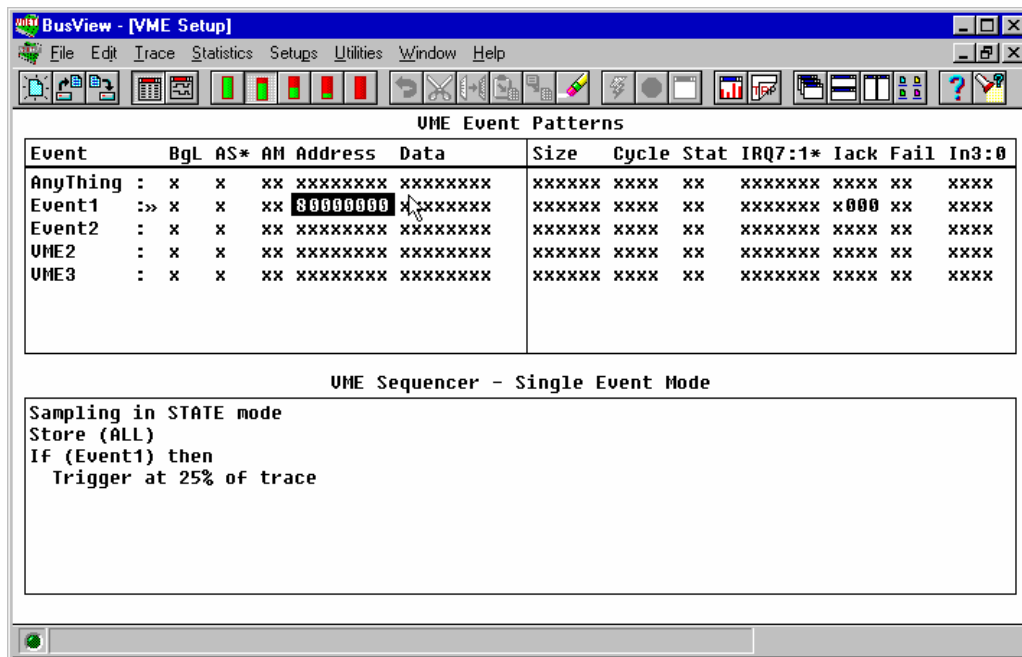 BusView - [VME Setup]
File Edit Trace Statistics Setups Utilities Window Help
TRP ?
VME Event Patterns
Event BgL AS* AM Address Data Size Cycle Stat IRQ7:1* Iack Fail In3:0
AnyThing : x x xx xxxxxxxx xxxxxxxx xxxxxx xxxx xx xxxxxxx xxxx xx xxxx
Event1 :» x x xx 80000000 xxxxxxxx xxxxxx xxxx xx xxxxxxx x000 xx xxxx
Event2 : x x xx xxxxxxxx xxxxxxxx xxxxxx xxxx xx xxxxxxx xxxx xx xxxx
VME2 : x x xx xxxxxxxx xxxxxxxx xxxxxx xxxx xx xxxxxxx xxxx xx xxxx
VME3 : x x xx xxxxxxxx xxxxxxxx xxxxxx xxxx xx xxxxxxx xxxx xx xxxx
VME Sequencer - Single Event Mode
Sampling in STATE mode
Store (ALL)
If (Event1) then
Trigger at 25% of trace